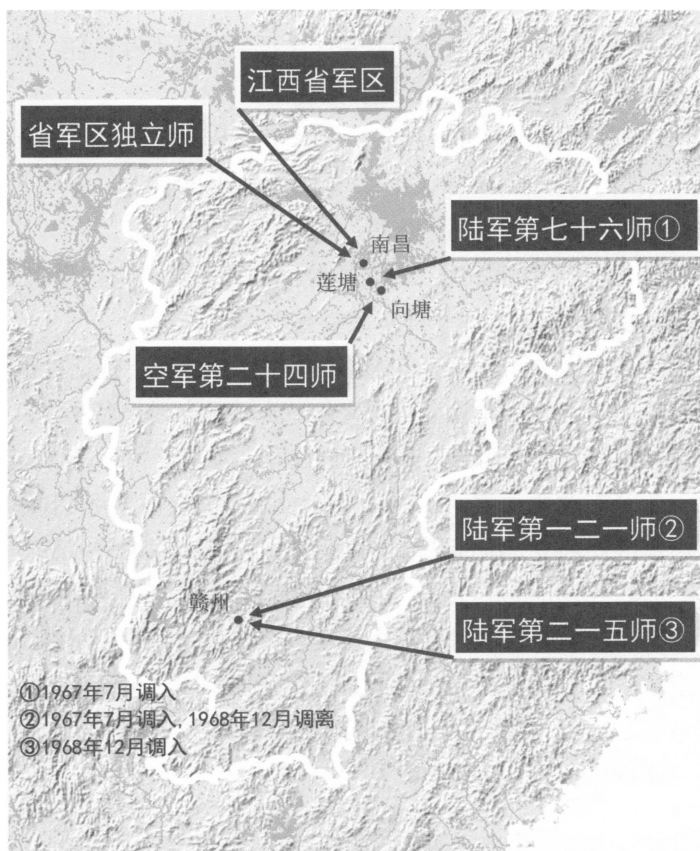 江西省军区
省军区独立师
陆军第七十六师①
南昌
莲塘
向塘
空军第二十四师
陆军第一二一师②
赣州
陆军第二一五师③
①1967年7月调入
②1967年7月调入, 1968年12月调离
③1968年12月调入